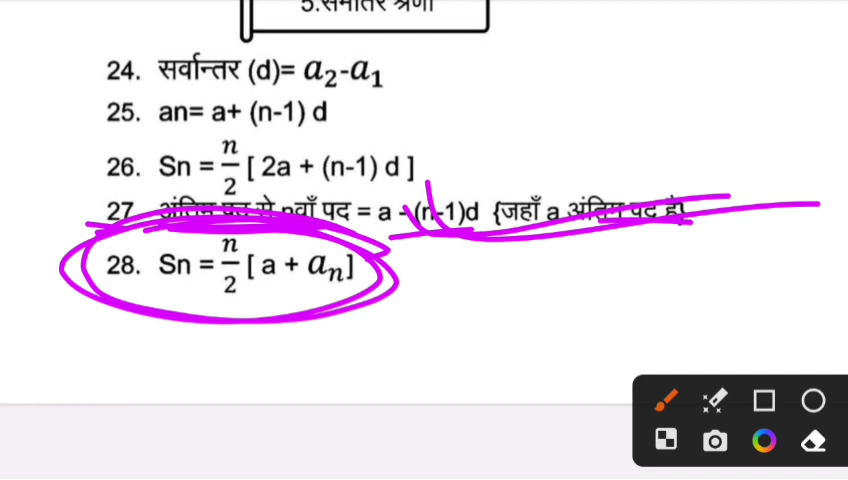 5.समांतर श्रेणी
24. सर्वान्तर (d)= a₂-a₁
25. an= a+ (n-1) d
26. Sn = n/2 [ 2a + (n-1) d ]
27 अंतिम पद से nवाँ पद = a - (n-1)d {जहाँ a अंतिम पद है}
28. Sn = n/2 [ a + aₙ]